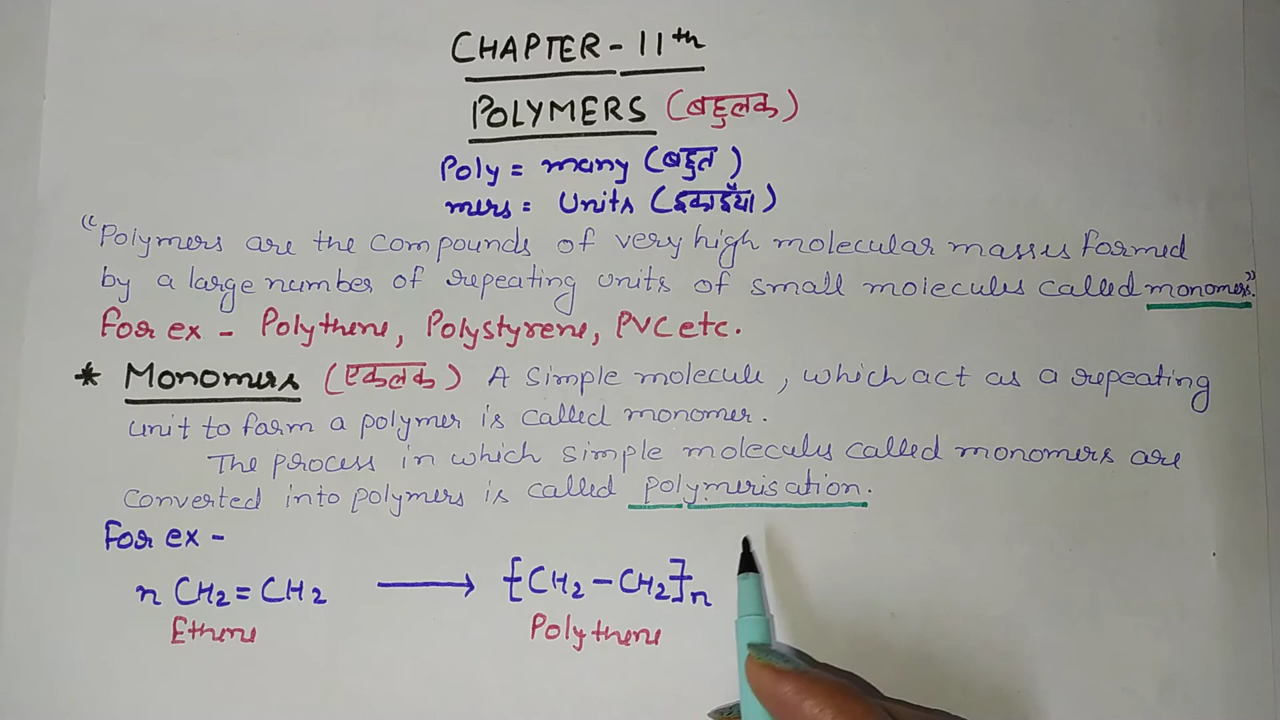 CHAPTER-11th
POLYMERS (बहुलक)
Poly = many (बहुत)
mers = Units (इकाइयाँ)
"Polymers are the compounds of very high molecular masses formed
by a large number of repeating units of small molecules called monomers."
For ex - Polythene, Polystyrene, PVC etc.
* Monomers (एकलक) A simple molecule, which act as a repeating
unit to form a polymer is called monomer.
The process in which simple molecules called monomers are
converted into polymers is called polymerisation.
For ex -
n CH₂=CH₂ ⟶ [CH₂-CH₂]n
Ethene Polythene